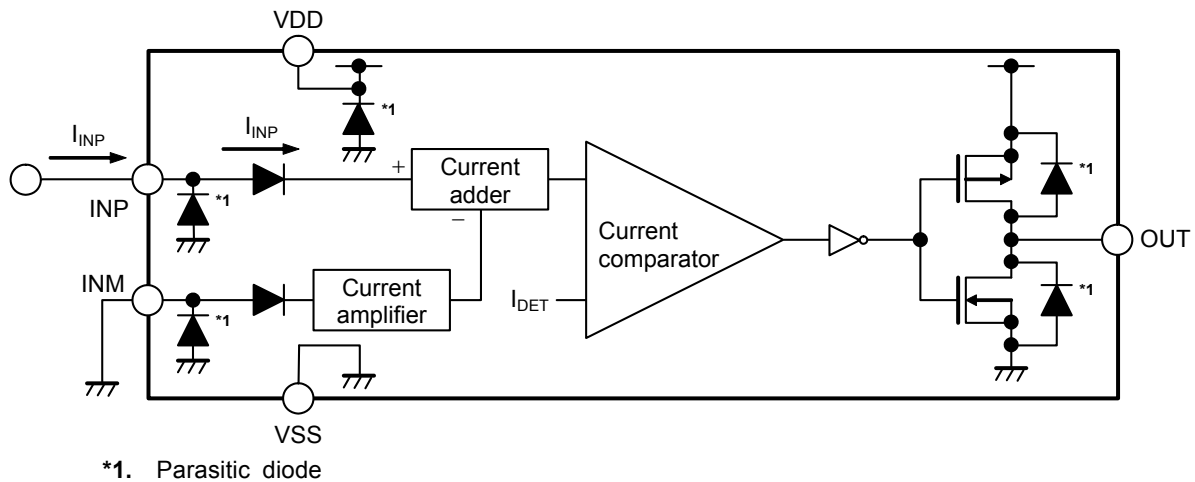 VDD
*1
I_INP
I_INP
+
Current
adder
−
*1
INP
*1
Current
comparator
OUT
INM
Current
amplifier
*1
*1
I_DET
VSS
*1. Parasitic diode